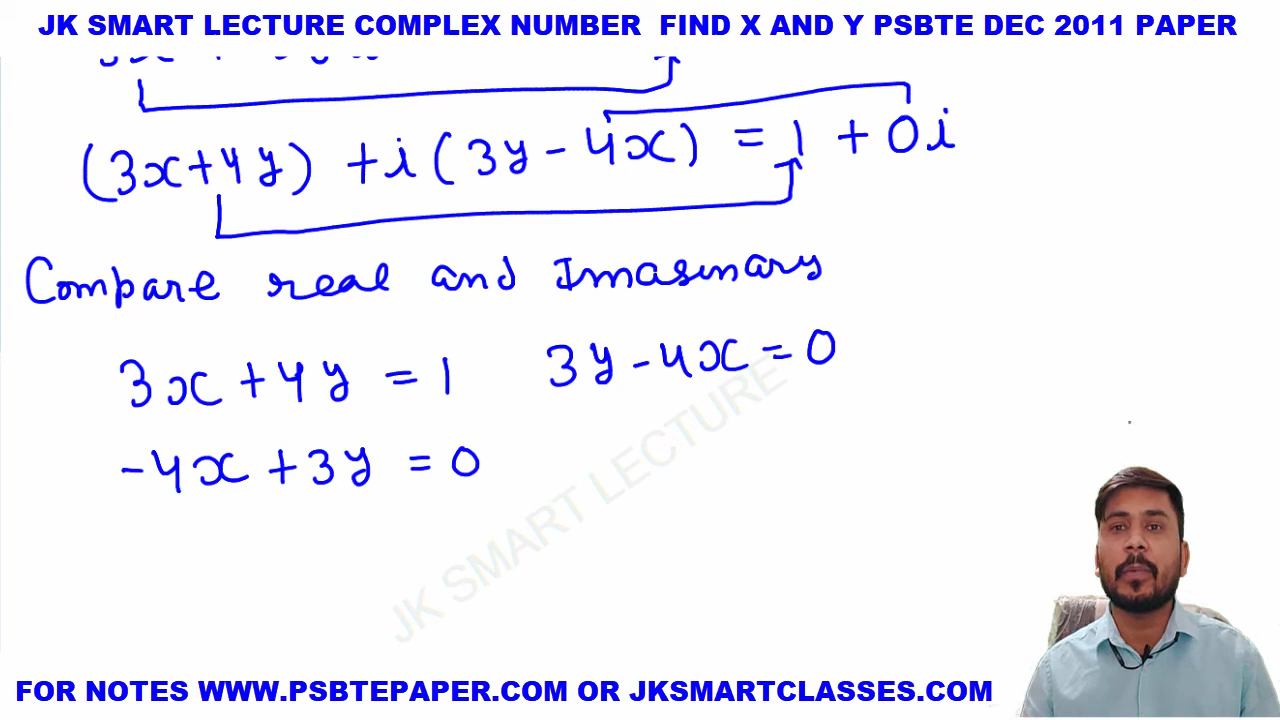 JK SMART LECTURE COMPLEX NUMBER FIND X AND Y PSBTE DEC 2011 PAPER
(3x+4y) +i(3y-4x) = 1 + 0i
Compare real and Imaginary
3x+4y = 1 3y-4x=0
-4x+3y = 0
JK SMART LECTURE
FOR NOTES WWW.PSBTEPAPER.COM OR JKSMARTCLASSES.COM